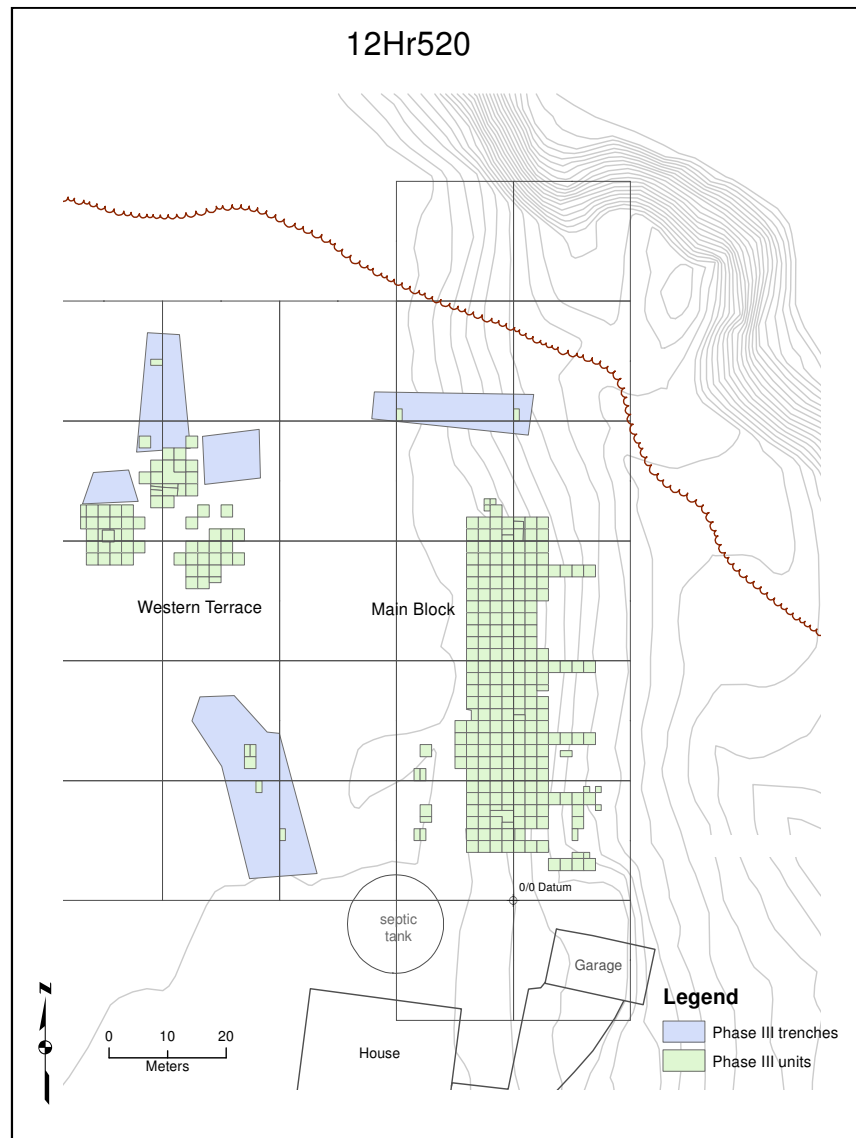 12Hr520
Western Terrace
Main Block
0/0 Datum
septic
tank
Garage
House
N
0 10 20
Meters
Legend
Phase III trenches
Phase III units